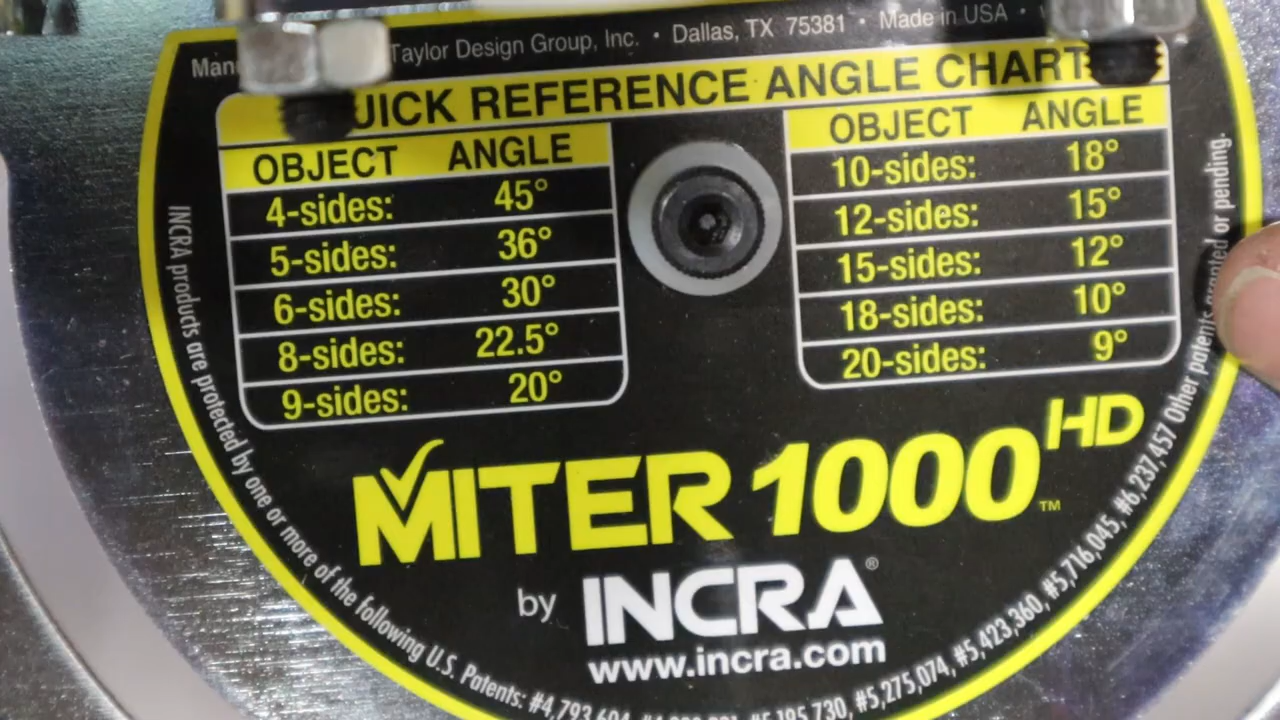 Taylor Design Group, Inc. • Dallas, TX 75381 • Made in USA •
REFERENCE ANGLE CHART
OBJECT ANGLE
4-sides: 45°
5-sides: 36°
6-sides: 30°
8-sides: 22.5°
9-sides: 20°
OBJECT ANGLE
10-sides: 18°
12-sides: 15°
15-sides: 12°
18-sides: 10°
20-sides: 9°
MITER 1000 HD ™
by INCRA®
www.incra.com
INCRA products are protected by one or more of the following U.S. Patents: #5,275,074, #5,423,360, #5,716,045, #6,237,457 Other patents granted or pending.